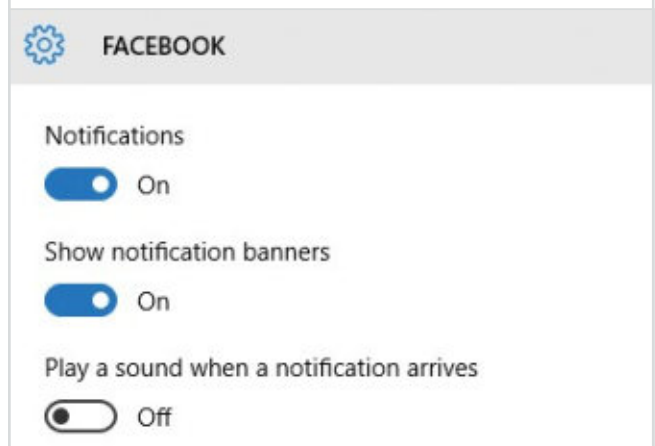 FACEBOOK
Notifications
On
Show notification banners
On
Play a sound when a notification arrives
Off